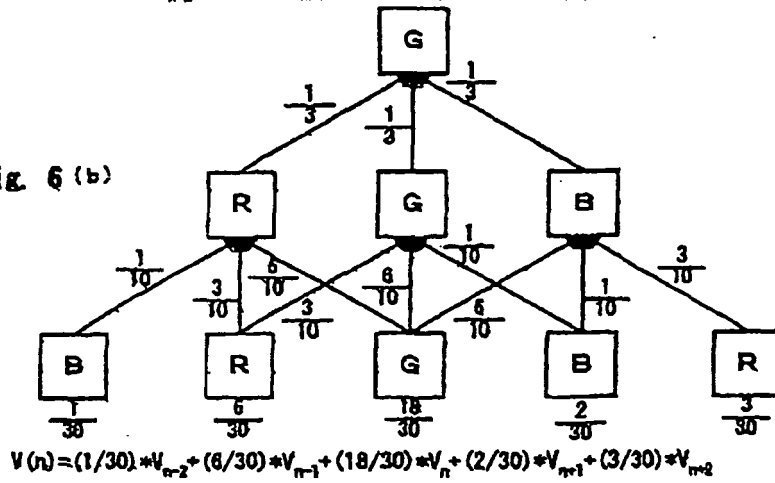 G
1/3 1/3 1/3
Fig. 6 (b)
R G B
1/10 3/10 6/10 3/10 6/10 1/10 6/10 1/10 3/10
B R G B R
1/30 6/30 18/30 2/30 3/30
V(n)=(1/30)*Vn-2+(6/30)*Vn-1+(18/30)*Vn+(2/30)*Vn+1+(3/30)*Vn+2